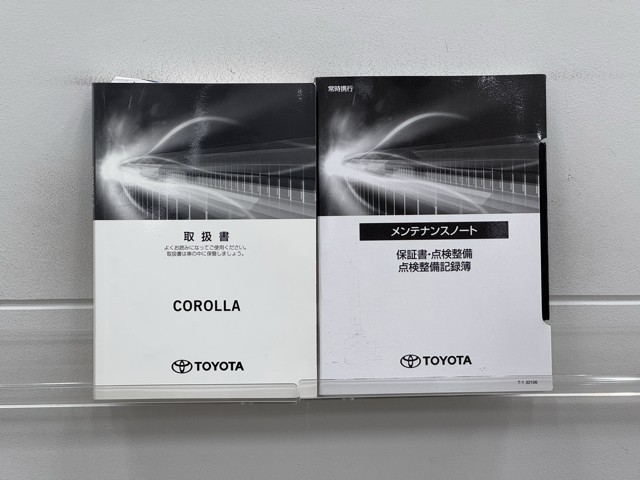 取扱書
よくお読みになってご使用ください。
取扱書は車の中に保管しましょう。
COROLLA
TOYOTA
常時携行
メンテナンスノート
保証書・点検整備
点検整備記録簿
TOYOTA